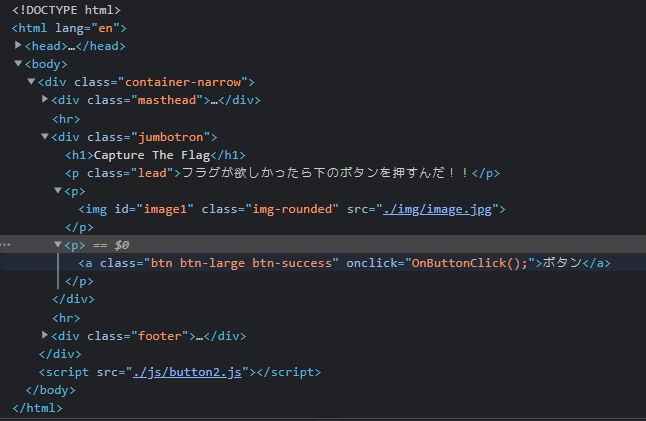 <!DOCTYPE html>
<html lang="en">
<head>…</head>
<body>
<div class="container-narrow">
<div class="masthead">…</div>
<hr>
<div class="jumbotron">
<h1>Capture The Flag</h1>
<p class="lead">フラグが欲しかったら下のボタンを押すんだ！！</p>
<p>
<img id="image1" class="img-rounded" src="./img/image.jpg">
</p>
<p> == $0
<a class="btn btn-large btn-success" onclick="OnButtonClick();">ボタン</a>
</p>
</div>
<hr>
<div class="footer">…</div>
</div>
<script src="./js/button2.js"></script>
</body>
</html>